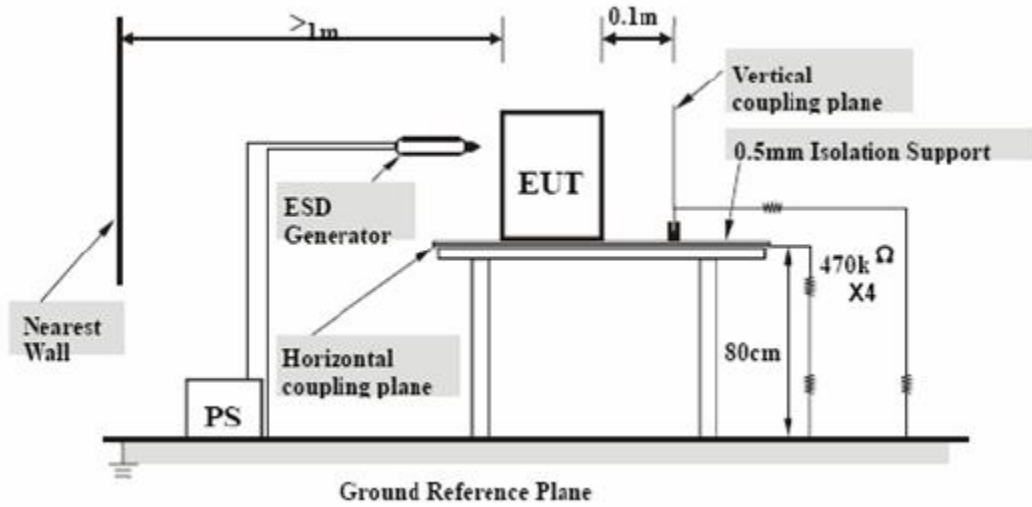 >1m
0.1m
Vertical
coupling plane
0.5mm Isolation Support
EUT
ESD
Generator
470k Ω
X4
Nearest
Wall
Horizontal
coupling plane
80cm
PS
Ground Reference Plane